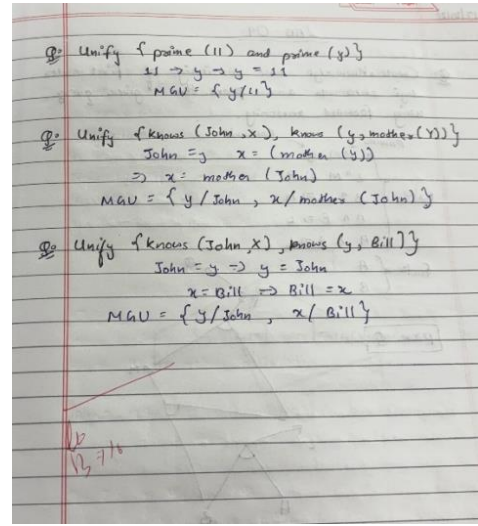 Q: Unify {prime (11) and prime (y)}
11 → y → y = 11
MGU = {y/11}
Q: Unify {knows (John, x), knows (y, mother(y))}
John = y x = (mother (y))
⇒ x = mother (John)
MGU = {y / John , x / mother (John)}
Q: Unify {knows (John, X), knows (y, Bill)}
John = y ⇒ y = John
x = Bill ⇒ Bill = x
MGU = {y/John , x/ Bill}